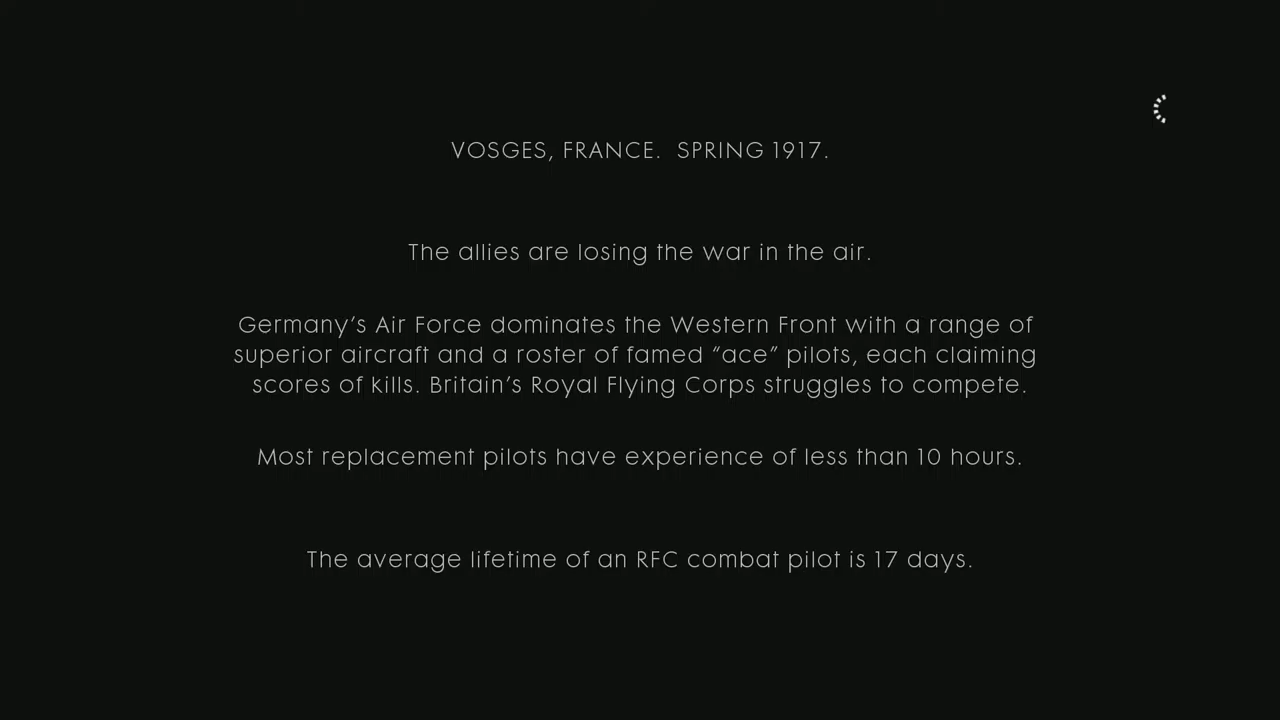 VOSGES, FRANCE. SPRING 1917.
The allies are losing the war in the air.
Germany’s Air Force dominates the Western Front with a range of
superior aircraft and a roster of famed “ace” pilots, each claiming
scores of kills. Britain’s Royal Flying Corps struggles to compete.
Most replacement pilots have experience of less than 10 hours.
The average lifetime of an RFC combat pilot is 17 days.